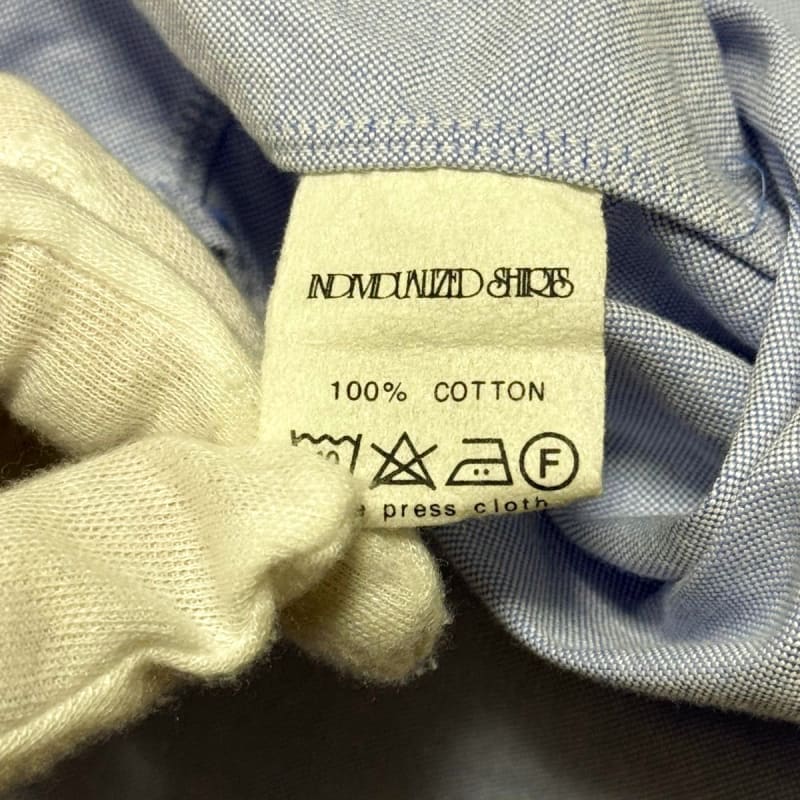 INDIVIDUALIZED SHIRTS
100% COTTON
F
press cloth